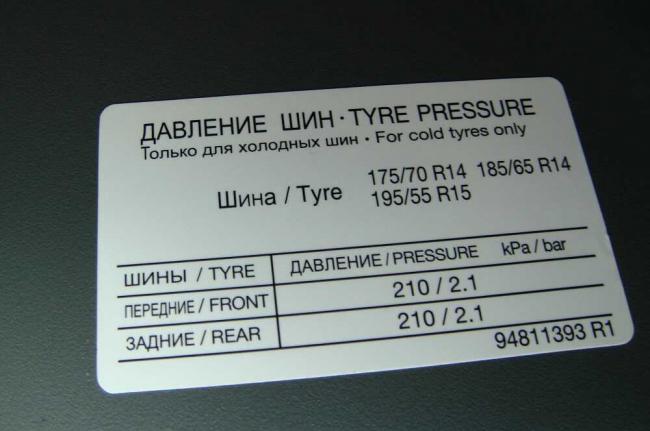 ДАВЛЕНИЕ ШИН · TYRE PRESSURE
Только для холодных шин · For cold tyres only
Шина / Tyre 175/70 R14 185/65 R14
195/55 R15
ШИНЫ / TYRE ДАВЛЕНИЕ / PRESSURE kPa / bar
ПЕРЕДНИЕ / FRONT 210 / 2.1
ЗАДНИЕ / REAR 210 / 2.1
94811393 R1